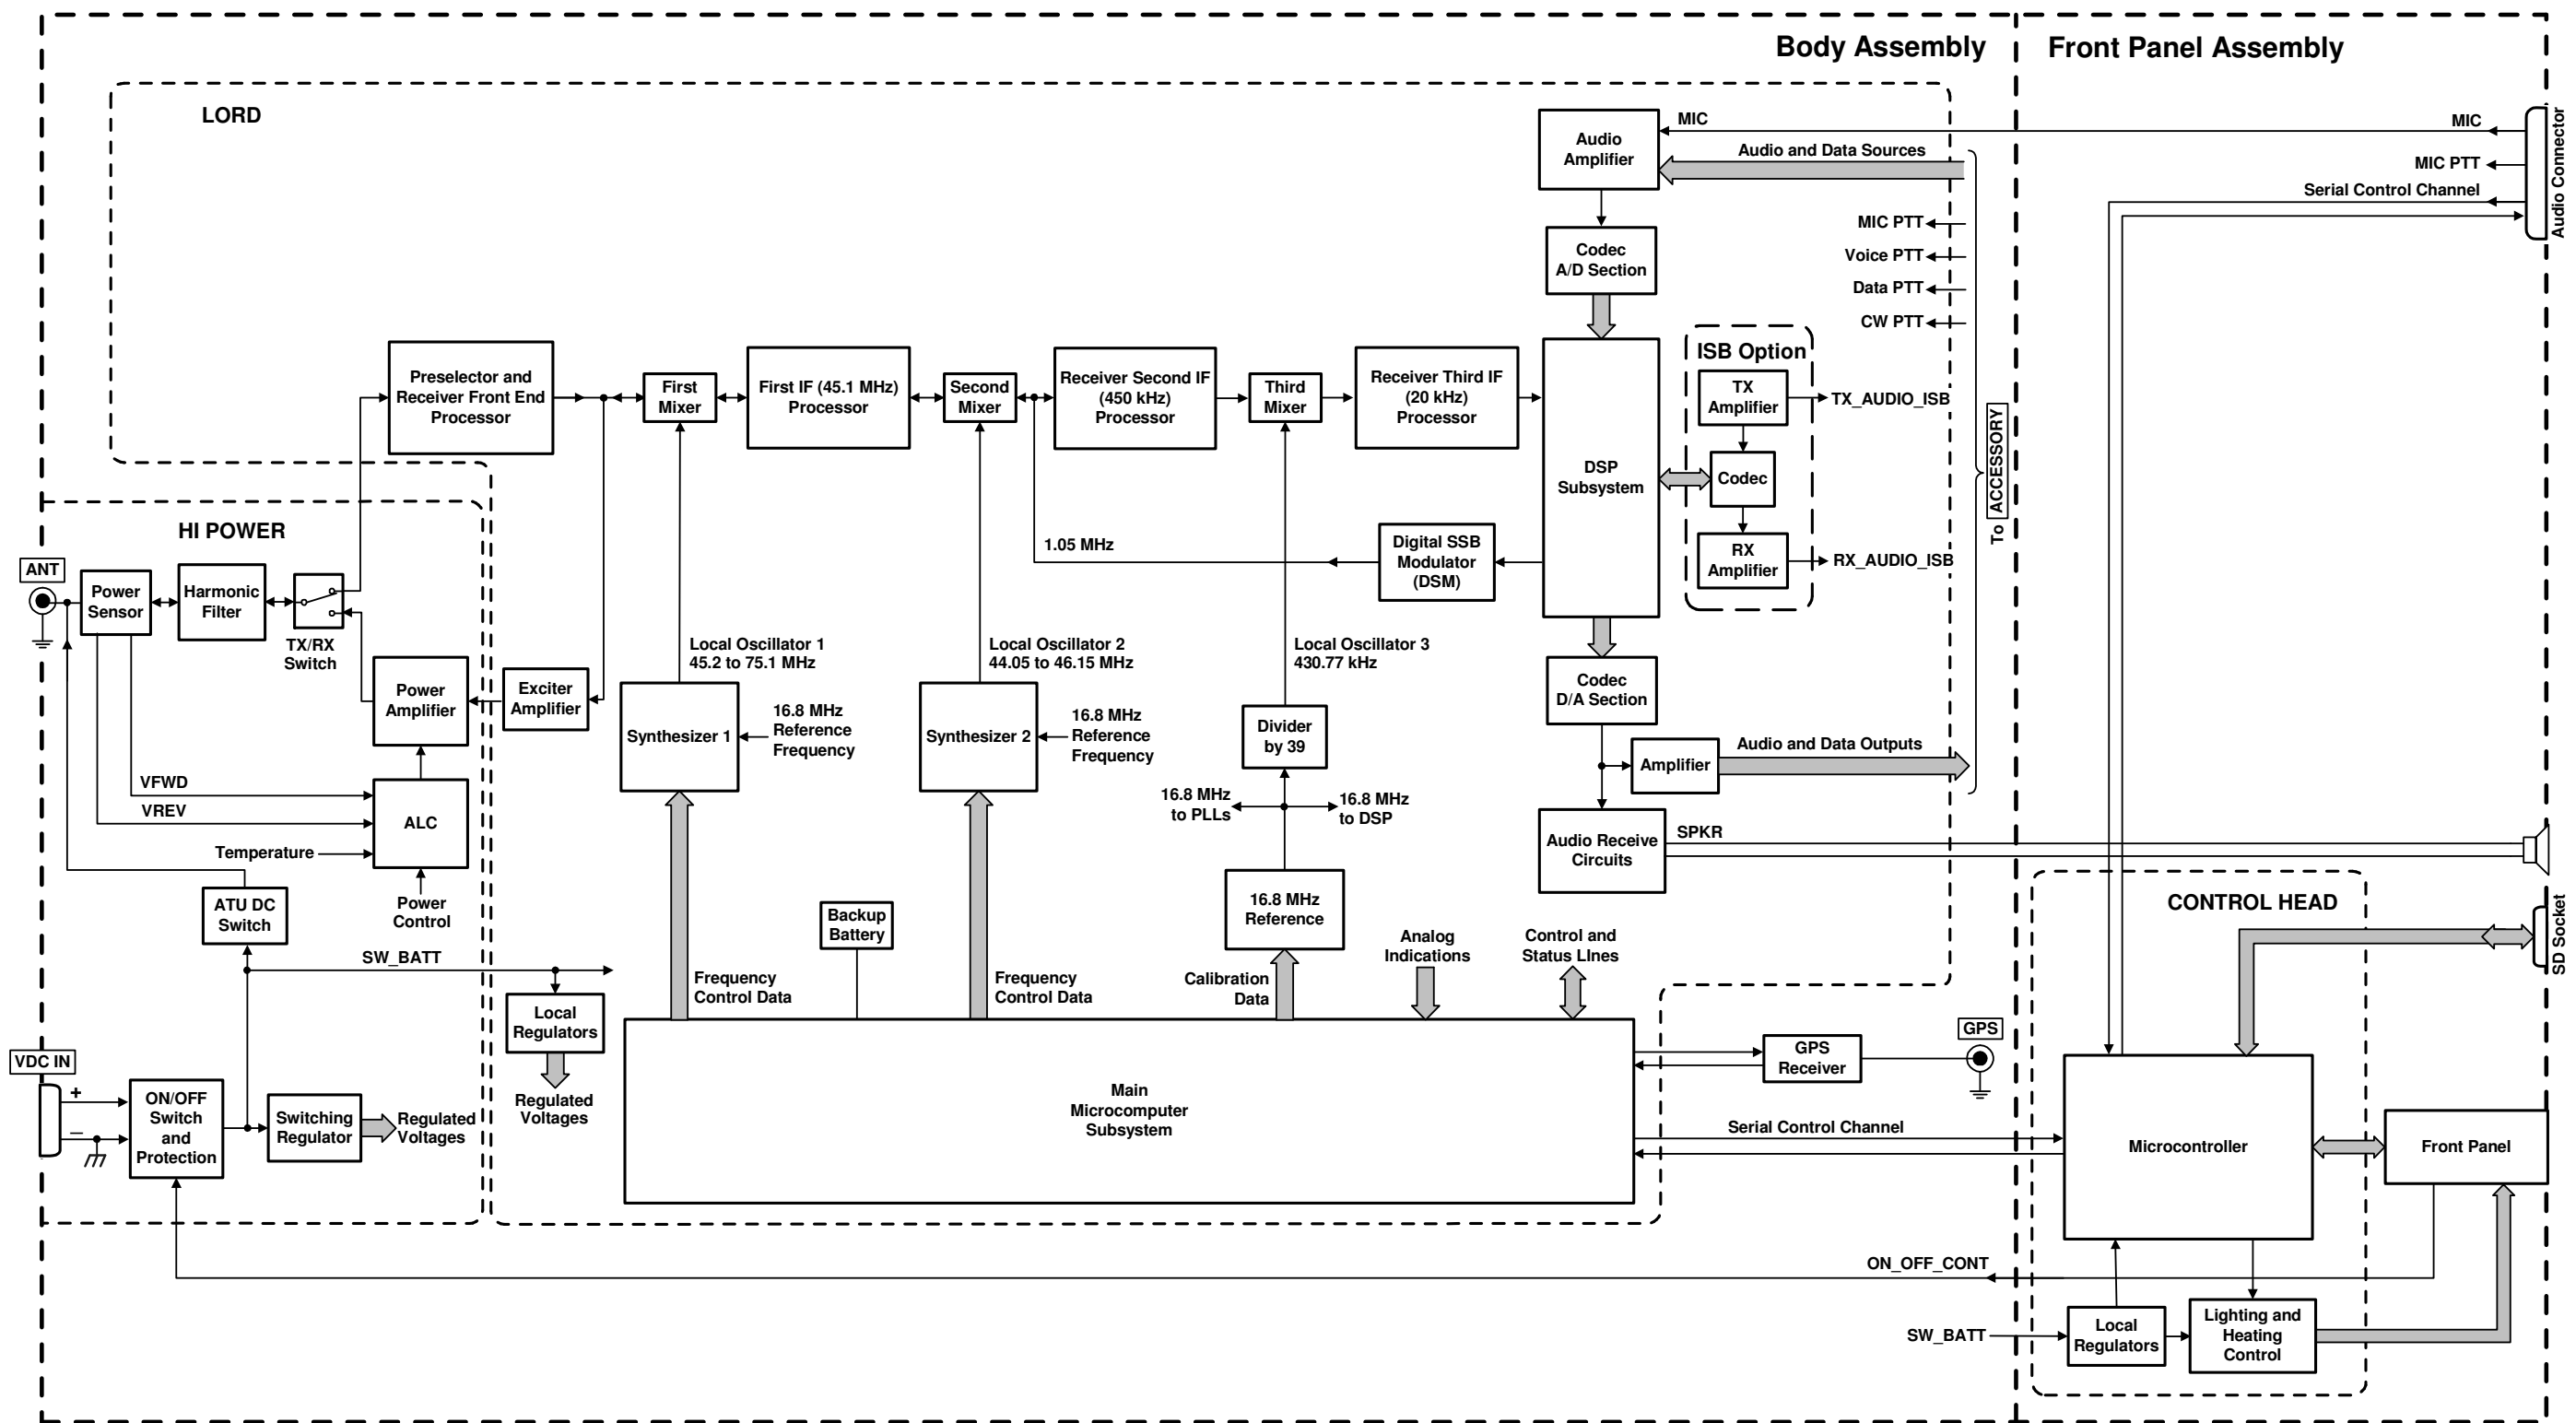 Body Assembly
Front Panel Assembly
LORD
Audio
Amplifier
MIC
MIC
Audio and Data Sources
MIC PTT
Serial Control Channel
Audio Connector
Codec
A/D Section
MIC PTT
Voice PTT
Data PTT
CW PTT
Preselector and
Receiver Front End
Processor
First
Mixer
First IF (45.1 MHz)
Processor
Second
Mixer
Receiver Second IF
(450 kHz)
Processor
Third
Mixer
Receiver Third IF
(20 kHz)
Processor
DSP
Subsystem
ISB Option
TX
Amplifier
TX_AUDIO_ISB
Codec
RX
Amplifier
RX_AUDIO_ISB
To ACCESSORY
1.05 MHz
Digital SSB
Modulator
(DSM)
HI POWER
ANT
Power
Sensor
Harmonic
Filter
TX/RX
Switch
Power
Amplifier
Exciter
Amplifier
Local Oscillator 1
45.2 to 75.1 MHz
Synthesizer 1
16.8 MHz
Reference
Frequency
Local Oscillator 2
44.05 to 46.15 MHz
Synthesizer 2
16.8 MHz
Reference
Frequency
Local Oscillator 3
430.77 kHz
Divider
by 39
16.8 MHz
to PLLs
16.8 MHz
to DSP
16.8 MHz
Reference
Codec
D/A Section
Amplifier
Audio and Data Outputs
Audio Receive
Circuits
SPKR
VFWD
VREV
Temperature
ALC
Power
Control
ATU DC
Switch
SW_BATT
Local
Regulators
Regulated
Voltages
Backup
Battery
Frequency
Control Data
Frequency
Control Data
Calibration
Data
Analog
Indications
Control and
Status LInes
CONTROL HEAD
SD Socket
VDC IN
+
–
ON/OFF
Switch
and
Protection
Switching
Regulator
Regulated
Voltages
Main
Microcomputer
Subsystem
GPS
Receiver
GPS
Serial Control Channel
Microcontroller
Front Panel
ON_OFF_CONT
SW_BATT
Local
Regulators
Lighting and
Heating
Control